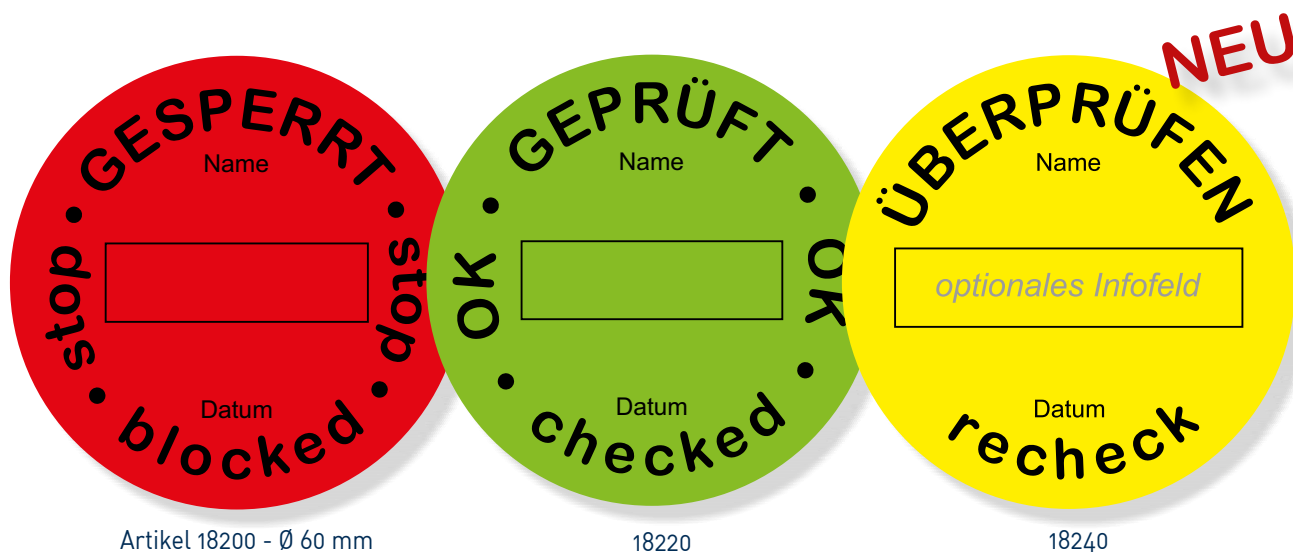 NEU
• GESPERRT •
Name
stop
stop
Datum
• blocked •
Artikel 18200 - Ø 60 mm
• GEPRÜFT •
Name
OK
OK
Datum
• checked •
18220
ÜBERPRÜFEN
Name
optionales Infofeld
Datum
recheck
18240